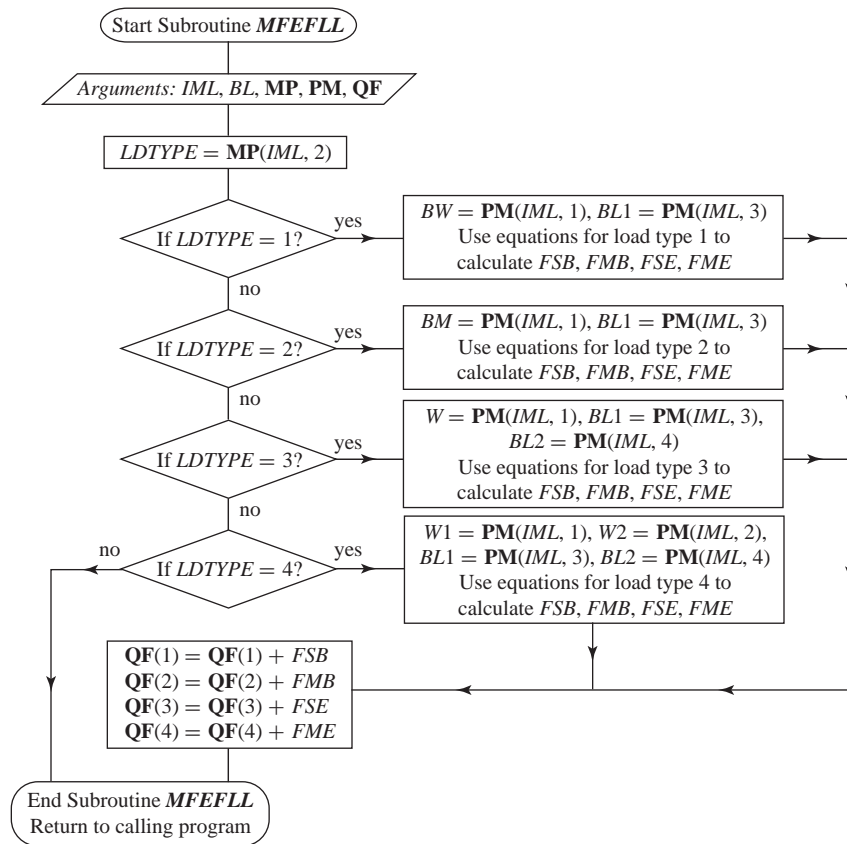 Start Subroutine MFEFLL
Arguments: IML, BL, MP, PM, QF
LDTYPE = MP(IML, 2)
If LDTYPE = 1?
yes
BW = PM(IML, 1), BL1 = PM(IML, 3)
Use equations for load type 1 to
calculate FSB, FMB, FSE, FME
no
If LDTYPE = 2?
yes
BM = PM(IML, 1), BL1 = PM(IML, 3)
Use equations for load type 2 to
calculate FSB, FMB, FSE, FME
no
If LDTYPE = 3?
yes
W = PM(IML, 1), BL1 = PM(IML, 3),
BL2 = PM(IML, 4)
Use equations for load type 3 to
calculate FSB, FMB, FSE, FME
no
no
If LDTYPE = 4?
yes
W1 = PM(IML, 1), W2 = PM(IML, 2),
BL1 = PM(IML, 3), BL2 = PM(IML, 4)
Use equations for load type 4 to
calculate FSB, FMB, FSE, FME
QF(1) = QF(1) + FSB
QF(2) = QF(2) + FMB
QF(3) = QF(3) + FSE
QF(4) = QF(4) + FME
End Subroutine MFEFLL
Return to calling program